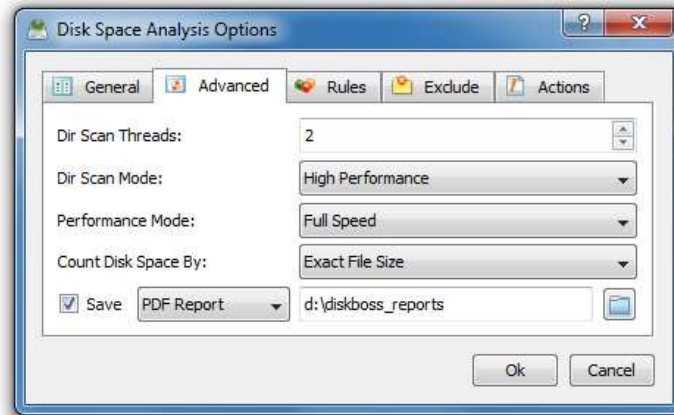 Disk Space Analysis Options
General Advanced Rules Exclude Actions
Dir Scan Threads: 2
Dir Scan Mode: High Performance
Performance Mode: Full Speed
Count Disk Space By: Exact File Size
Save PDF Report d:\diskboss_reports
Ok Cancel